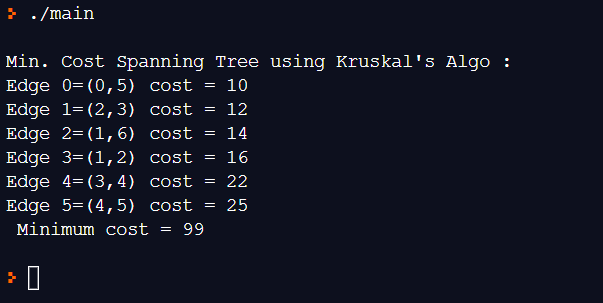 > ./main
Min. Cost Spanning Tree using Kruskal's Algo :
Edge 0=(0,5) cost = 10
Edge 1=(2,3) cost = 12
Edge 2=(1,6) cost = 14
Edge 3=(1,2) cost = 16
Edge 4=(3,4) cost = 22
Edge 5=(4,5) cost = 25
 Minimum cost = 99
>